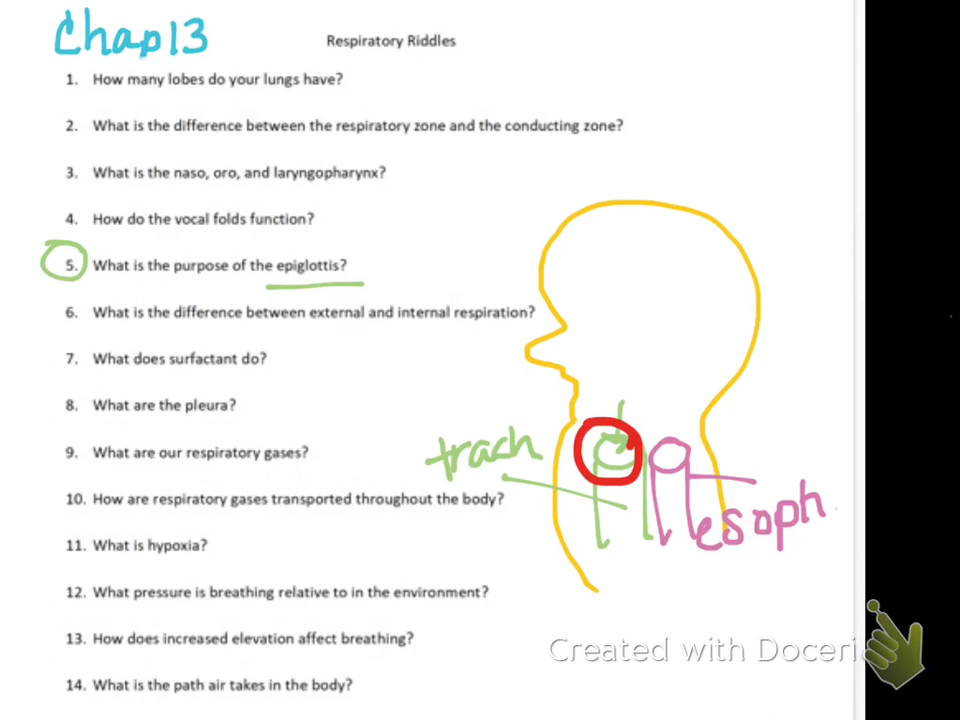 Chap 13
Respiratory Riddles
1. How many lobes do your lungs have?
2. What is the difference between the respiratory zone and the conducting zone?
3. What is the naso, oro, and laryngopharynx?
4. How do the vocal folds function?
5. What is the purpose of the epiglottis?
6. What is the difference between external and internal respiration?
7. What does surfactant do?
8. What are the pleura?
trach
9. What are our respiratory gases?
10. How are respiratory gases transported throughout the body?
esoph
11. What is hypoxia?
12. What pressure is breathing relative to in the environment?
13. How does increased elevation affect breathing?
Created with Doceri
14. What is the path air takes in the body?